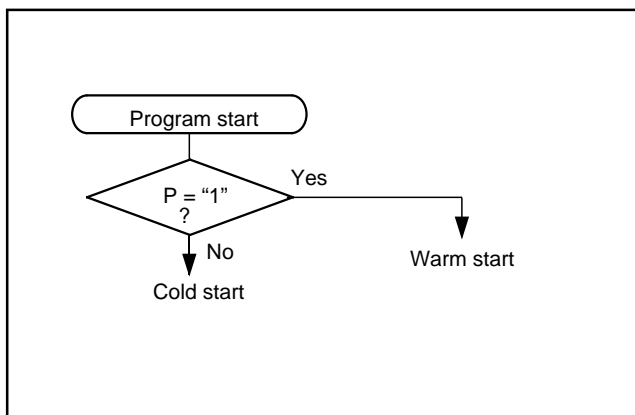 Program start
P = “1”
?
Yes
No
Warm start
Cold start